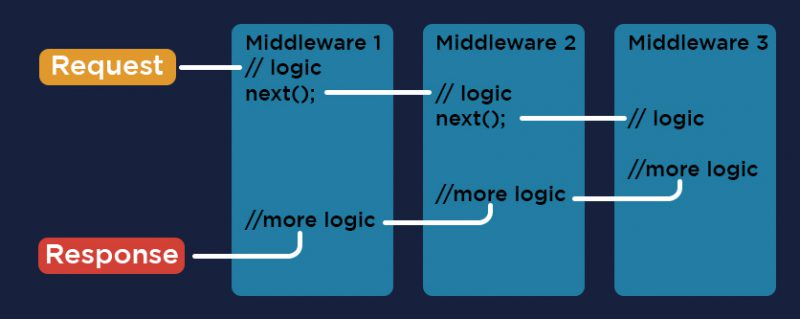 Request
Middleware 1
// logic
next();
//more logic
Middleware 2
// logic
next();
//more logic
Middleware 3
// logic
//more logic
Response